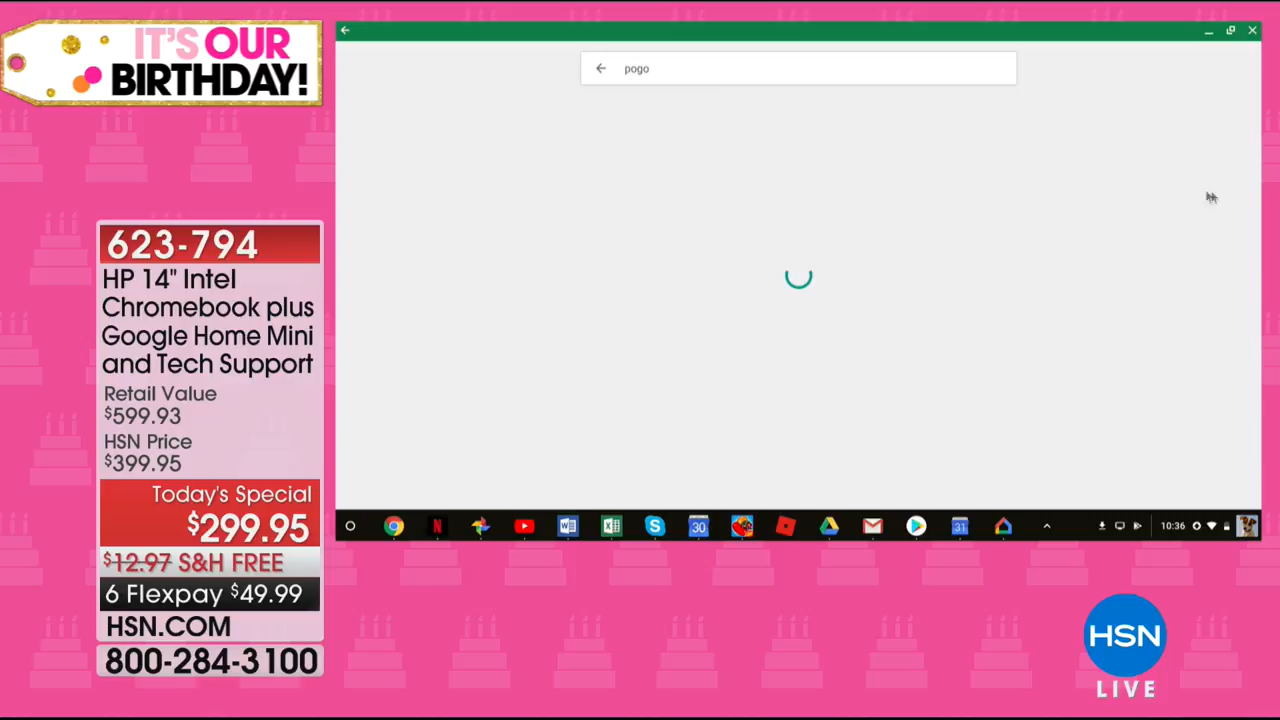 IT'S OUR
BIRTHDAY!
pogo
623-794
HP 14" Intel
Chromebook plus
Google Home Mini
and Tech Support
Retail Value
$599.93
HSN Price
$399.95
Today's Special
$299.95
$12.97 S&H FREE
6 Flexpay $49.99
HSN.COM
800-284-3100
N
W
X
S
30
31
10:36
HSN
LIVE